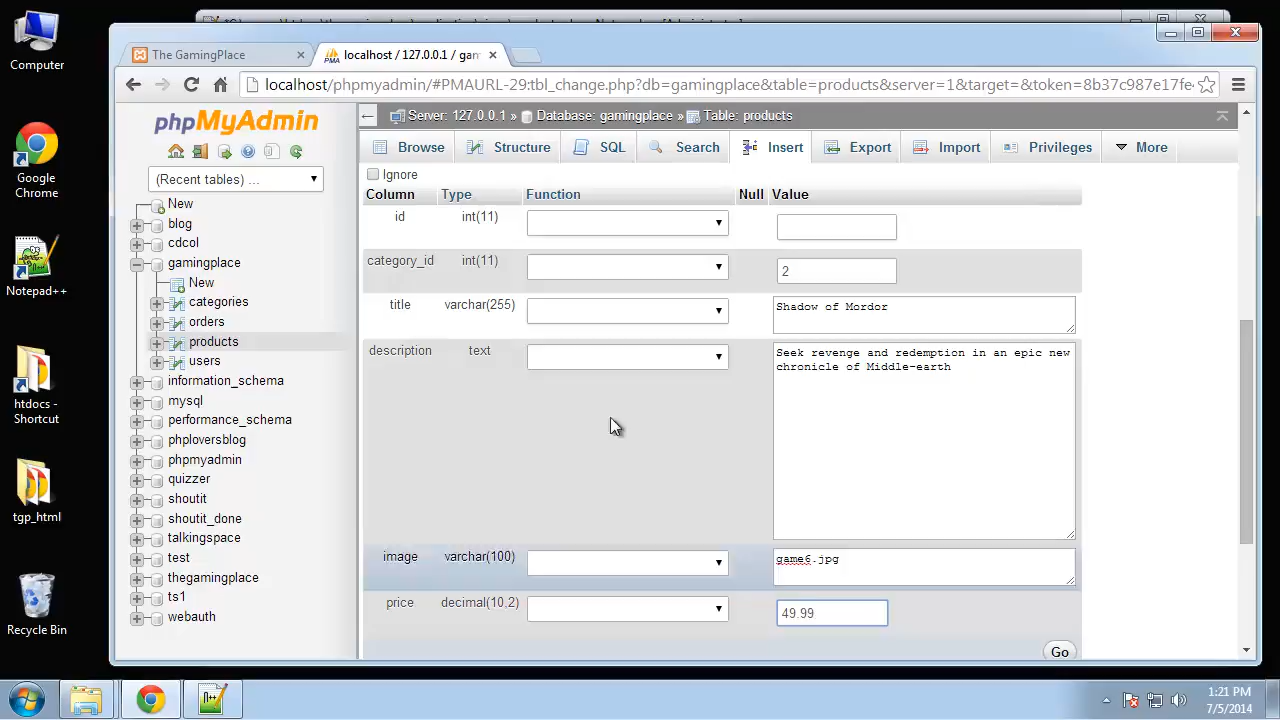 Computer
Google
Chrome
Notepad++
htdocs -
Shortcut
tgp_html
Recycle Bin
The GamingPlace
localhost / 127.0.0.1 / gam
localhost/phpmyadmin/#PMAURL-29:tbl_change.php?db=gamingplace&table=products&server=1&target=&token=8b37c987e17fe
phpMyAdmin
(Recent tables) ...
New
blog
cdcol
gamingplace
New
categories
orders
products
users
information_schema
mysql
performance_schema
phploversblog
phpmyadmin
quizzer
shoutit
shoutit_done
talkingspace
test
thegamingplace
ts1
webauth
Server: 127.0.0.1 » Database: gamingplace » Table: products
Browse Structure SQL Search Insert Export Import Privileges More
Ignore
Column Type Function Null Value
id int(11)
category_id int(11) 2
title varchar(255) Shadow of Mordor
description text Seek revenge and redemption in an epic new
chronicle of Middle-earth
image varchar(100) game6.jpg
price decimal(10,2) 49.99
Go
1:21 PM
7/5/2014